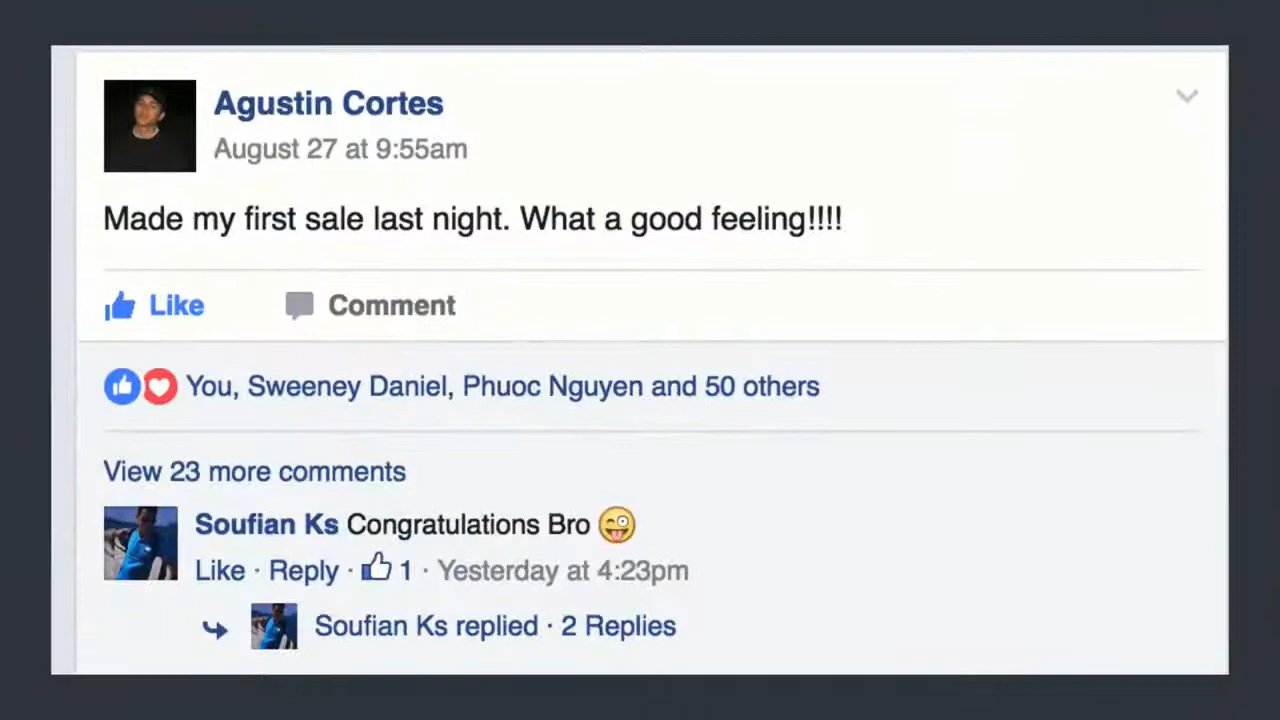 Agustin Cortes
August 27 at 9:55am
Made my first sale last night. What a good feeling!!!!
Like Comment
You, Sweeney Daniel, Phuoc Nguyen and 50 others
View 23 more comments
Soufian Ks Congratulations Bro 😜
Like · Reply · 1 · Yesterday at 4:23pm
Soufian Ks replied · 2 Replies